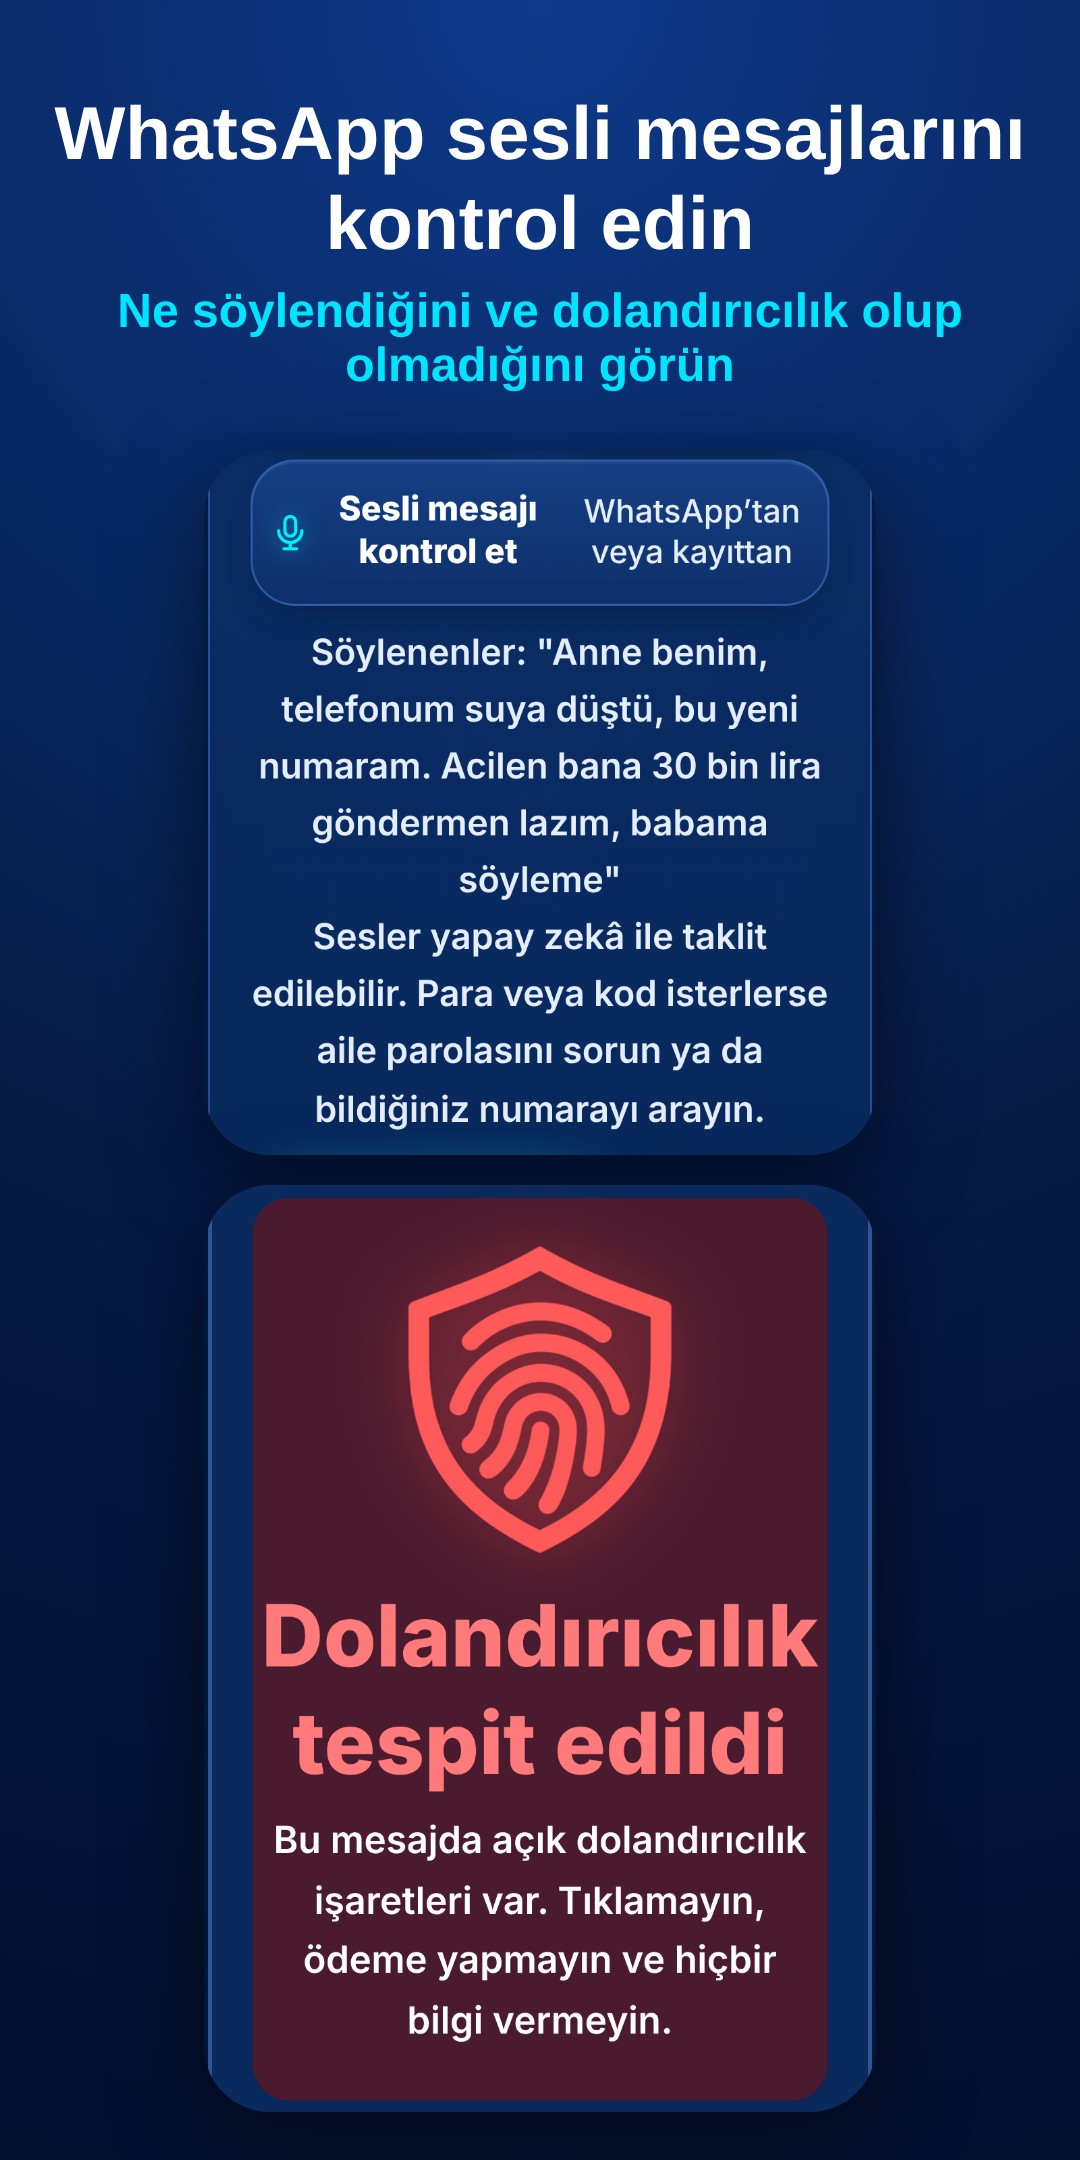 WhatsApp sesli mesajlarını
kontrol edin
Ne söylendiğini ve dolandırıcılık olup
olmadığını görün
Sesli mesajı
kontrol et
WhatsApp’tan
veya kayıttan
Söylenenler: "Anne benim,
telefonum suya düştü, bu yeni
numaram. Acilen bana 30 bin lira
göndermen lazım, babama
söyleme"
Sesler yapay zekâ ile taklit
edilebilir. Para veya kod isterlerse
aile parolasını sorun ya da
bildiğiniz numarayı arayın.
Dolandırıcılık
tespit edildi
Bu mesajda açık dolandırıcılık
işaretleri var. Tıklamayın,
ödeme yapmayın ve hiçbir
bilgi vermeyin.